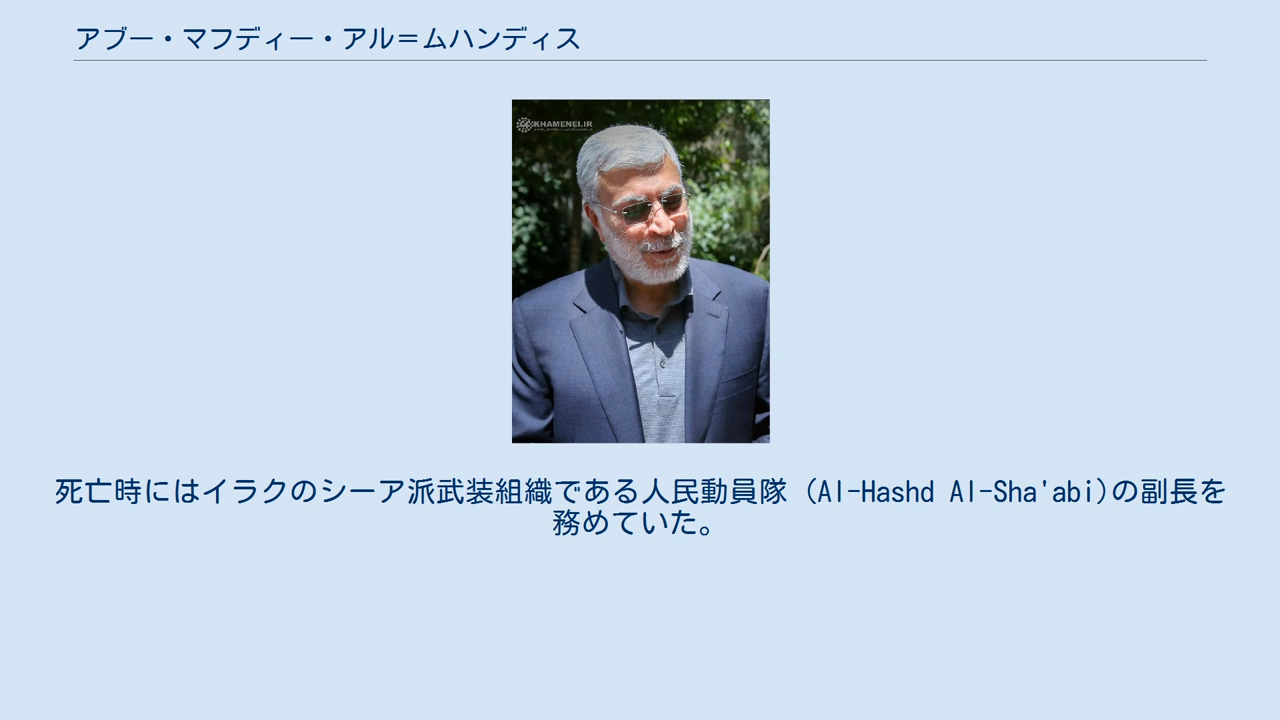 アブー・マフディー・アル＝ムハンディス
KHAMENEI.IR
死亡時にはイラクのシーア派武装組織である人民動員隊 (Al-Hashd Al-Sha'abi)の副長を
務めていた。